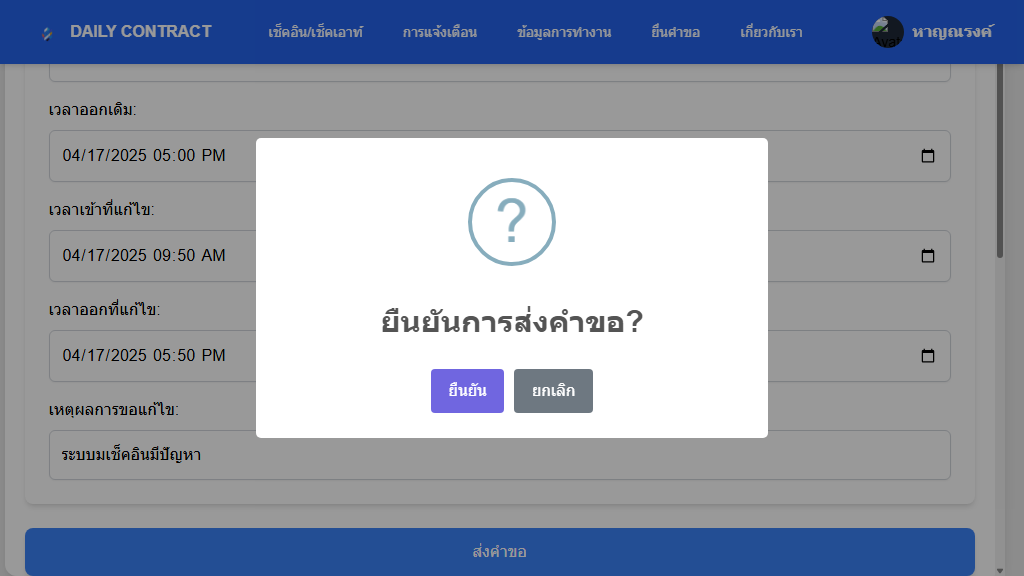 DAILY CONTRACT
เช็คอิน/เช็คเอาท์
การแจ้งเตือน
ข้อมูลการทำงาน
ยื่นคำขอ
เกี่ยวกับเรา
หาญณรงค์
เวลาออกเดิม:
04/17/2025 05:00 PM
เวลาเข้าที่แก้ไข:
04/17/2025 09:50 AM
เวลาออกที่แก้ไข:
04/17/2025 05:50 PM
เหตุผลการขอแก้ไข:
ระบบมเช็คอินมีปัญหา
ส่งคำขอ
?
ยืนยันการส่งคำขอ?
ยืนยัน
ยกเลิก